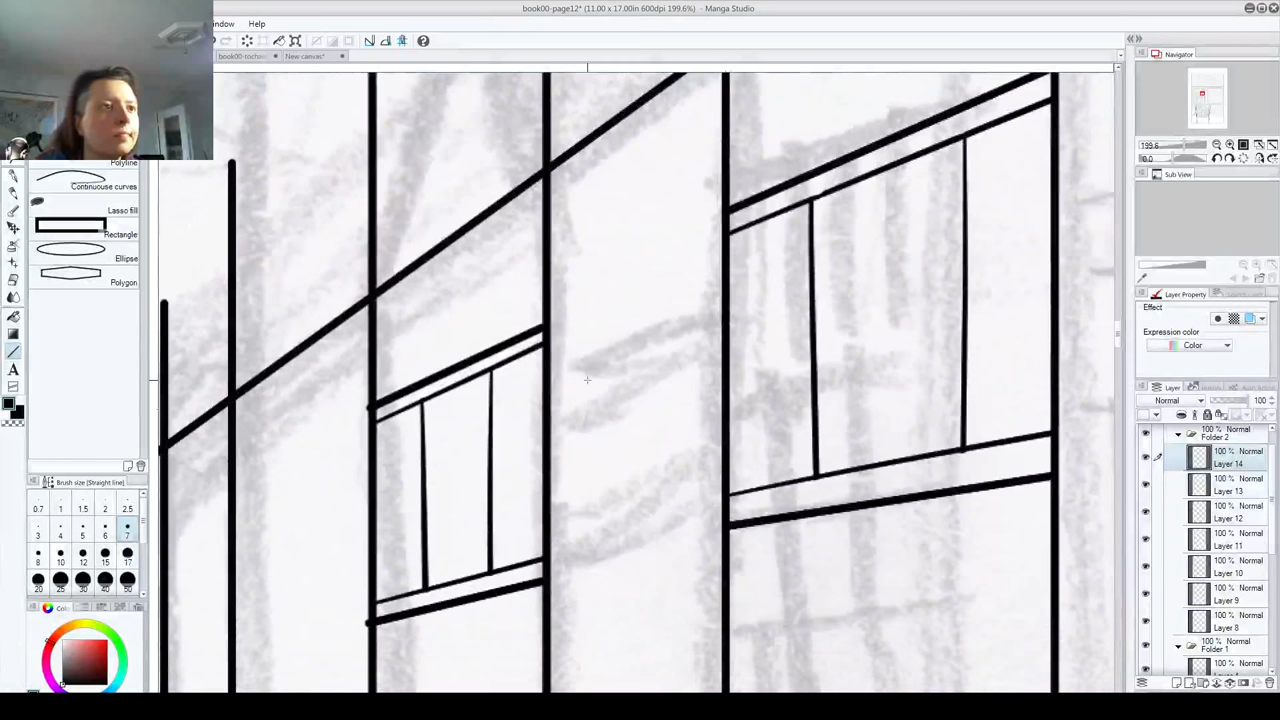 book00-page12* (11.00 x 17.00in 600dpi 199.6%) - Manga Studio
indow Help
book00-tochs
New canvas*
Polyline
Continuouse curves
Lasso fill
Rectangle
Ellipse
Polygon
Brush size (Straight line)
0.7 1 1.5 2 2.5
3 4 5 6 7
8 10 12 15 17
20 25 30 40 50
Navigator
199.6
0.0
Sub View
Layer Property
Effect
Expression color
Color
Layer
Normal 100
100 % Normal
Folder 2
100 % Normal
Layer 14
100 % Normal
Layer 13
100 % Normal
Layer 12
100 % Normal
Layer 11
100 % Normal
Layer 10
100 % Normal
Layer 9
100 % Normal
Layer 8
100 % Normal
Folder 1
100 % Normal